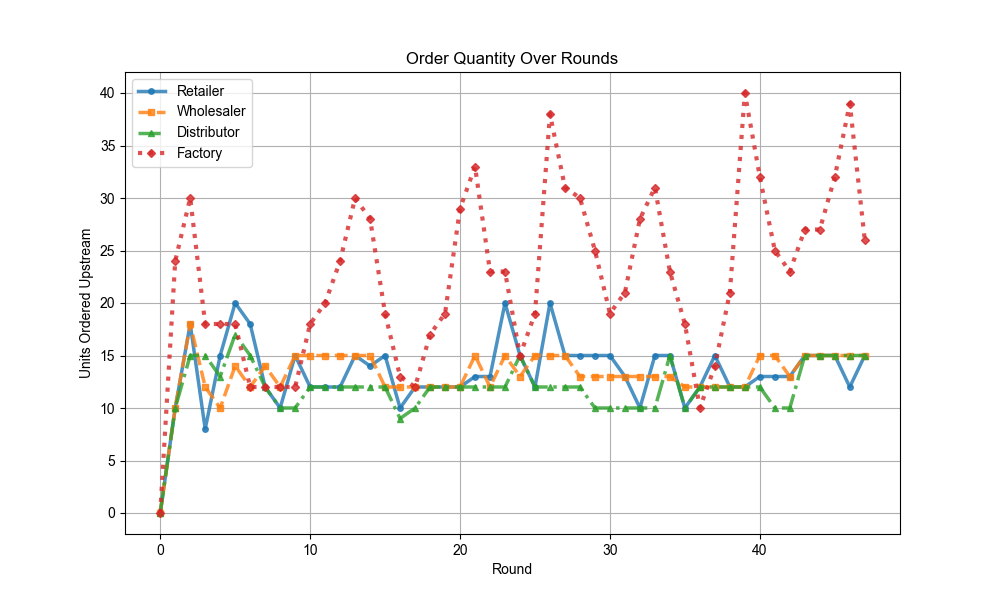 Order Quantity Over Rounds
Retailer
Wholesaler
Distributor
Factory
Units Ordered Upstream
40
35
30
25
20
15
10
5
0
0 10 20 30 40
Round